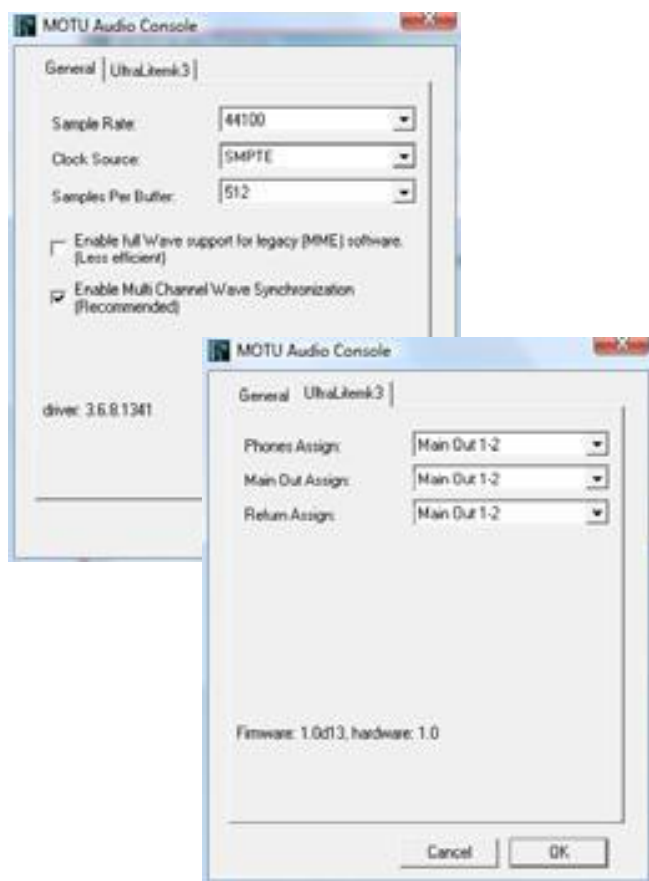 MOTU Audio Console
General UltraLitemk3
Sample Rate: 44100
Clock Source: SMPTE
Samples Per Buffer: 512
Enable full Wave support for legacy (MME) software.
(Less efficient)
Enable Multi Channel Wave Synchronization
(Recommended)
driver: 3.6.8.1341
MOTU Audio Console
General UltraLitemk3
Phones Assign: Main Out 1-2
Main Out Assign: Main Out 1-2
Return Assign: Main Out 1-2
Firmware: 1.0d13, hardware: 1.0
Cancel OK